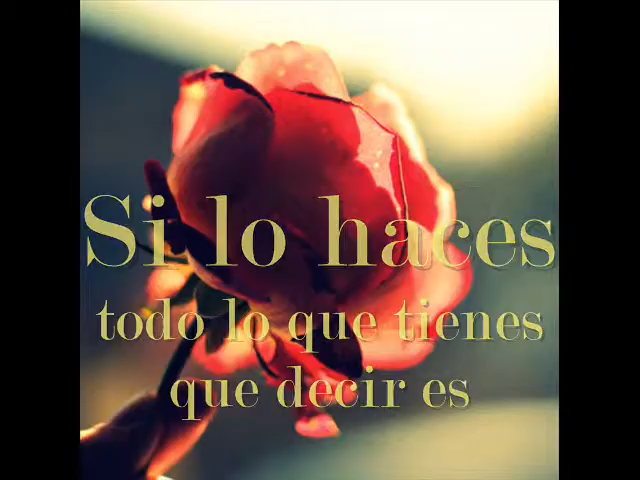 Si lo haces
todo lo que tienes
que decir es